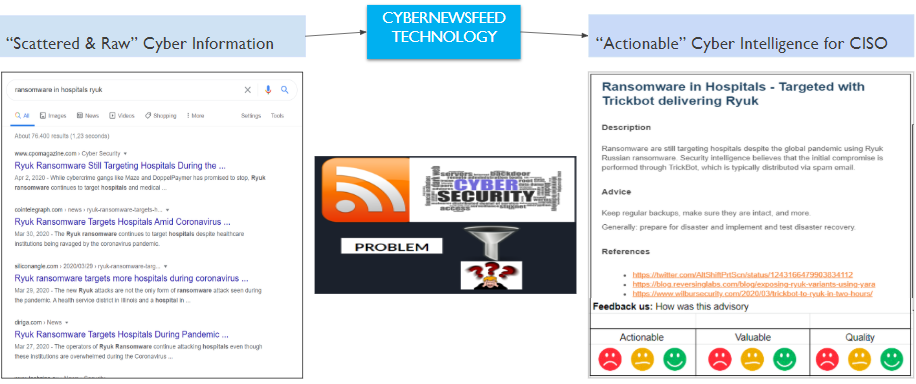 CYBERNEWSFEED
TECHNOLOGY
“Scattered & Raw” Cyber Information
“Actionable” Cyber Intelligence for CISO
ransomware in hospitals ryuk
All Images News Videos Shopping More Settings Tools
About 76,400 results (1.23 seconds)
www.cpomagazine.com › Cyber Security
Ryuk Ransomware Still Targeting Hospitals During the ...
Apr 2, 2020 - While cybercrime gangs like Maze and DoppelPaymer has promised to stop, Ryuk
ransomware continues to target hospitals and medical ...
cointelegraph.com › news › ryuk-ransomware-targets-h...
Ryuk Ransomware Targets Hospitals Amid Coronavirus ...
Mar 30, 2020 - The Ryuk ransomware continues to target hospitals despite healthcare
institutions being ravaged by the coronavirus pandemic.
siliconangle.com › 2020/03/29 › ryuk-ransomware-targ...
Ryuk ransomware targets more hospitals during coronavirus ...
Mar 29, 2020 - The new Ryuk attacks are not the only form of ransomware attack seen during
the pandemic. A health service district in Illinois and a hospital in ...
diriga.com › News
Ryuk Ransomware Targets Hospitals During Pandemic ...
Mar 27, 2020 - The operators of Ryuk Ransomware continue attacking hospitals even though
these institutions are overwhelmed during the Coronavirus ...
servers
backdoor
CYBER
SECURITY
access
PROBLEM
???
Ransomware in Hospitals - Targeted with
Trickbot delivering Ryuk
Description
Ransomware are still targeting hospitals despite the global pandemic using Ryuk
Russian ransomware. Security intelligence believes that the initial compromise is
performed through TrickBot, which is typically distributed via spam email.
Advice
Keep regular backups, make sure they are intact, and more.
Generally: prepare for disaster and implement and test disaster recovery.
References
https://twitter.com/AltShiftPrtScn/status/1243166479903834112
https://blog.reversinglabs.com/blog/exposing-ryuk-variants-using-yara
https://www.wilbursecurity.com/2020/03/trickbot-to-ryuk-in-two-hours/
Feedback us: How was this advisory
Actionable Valuable Quality